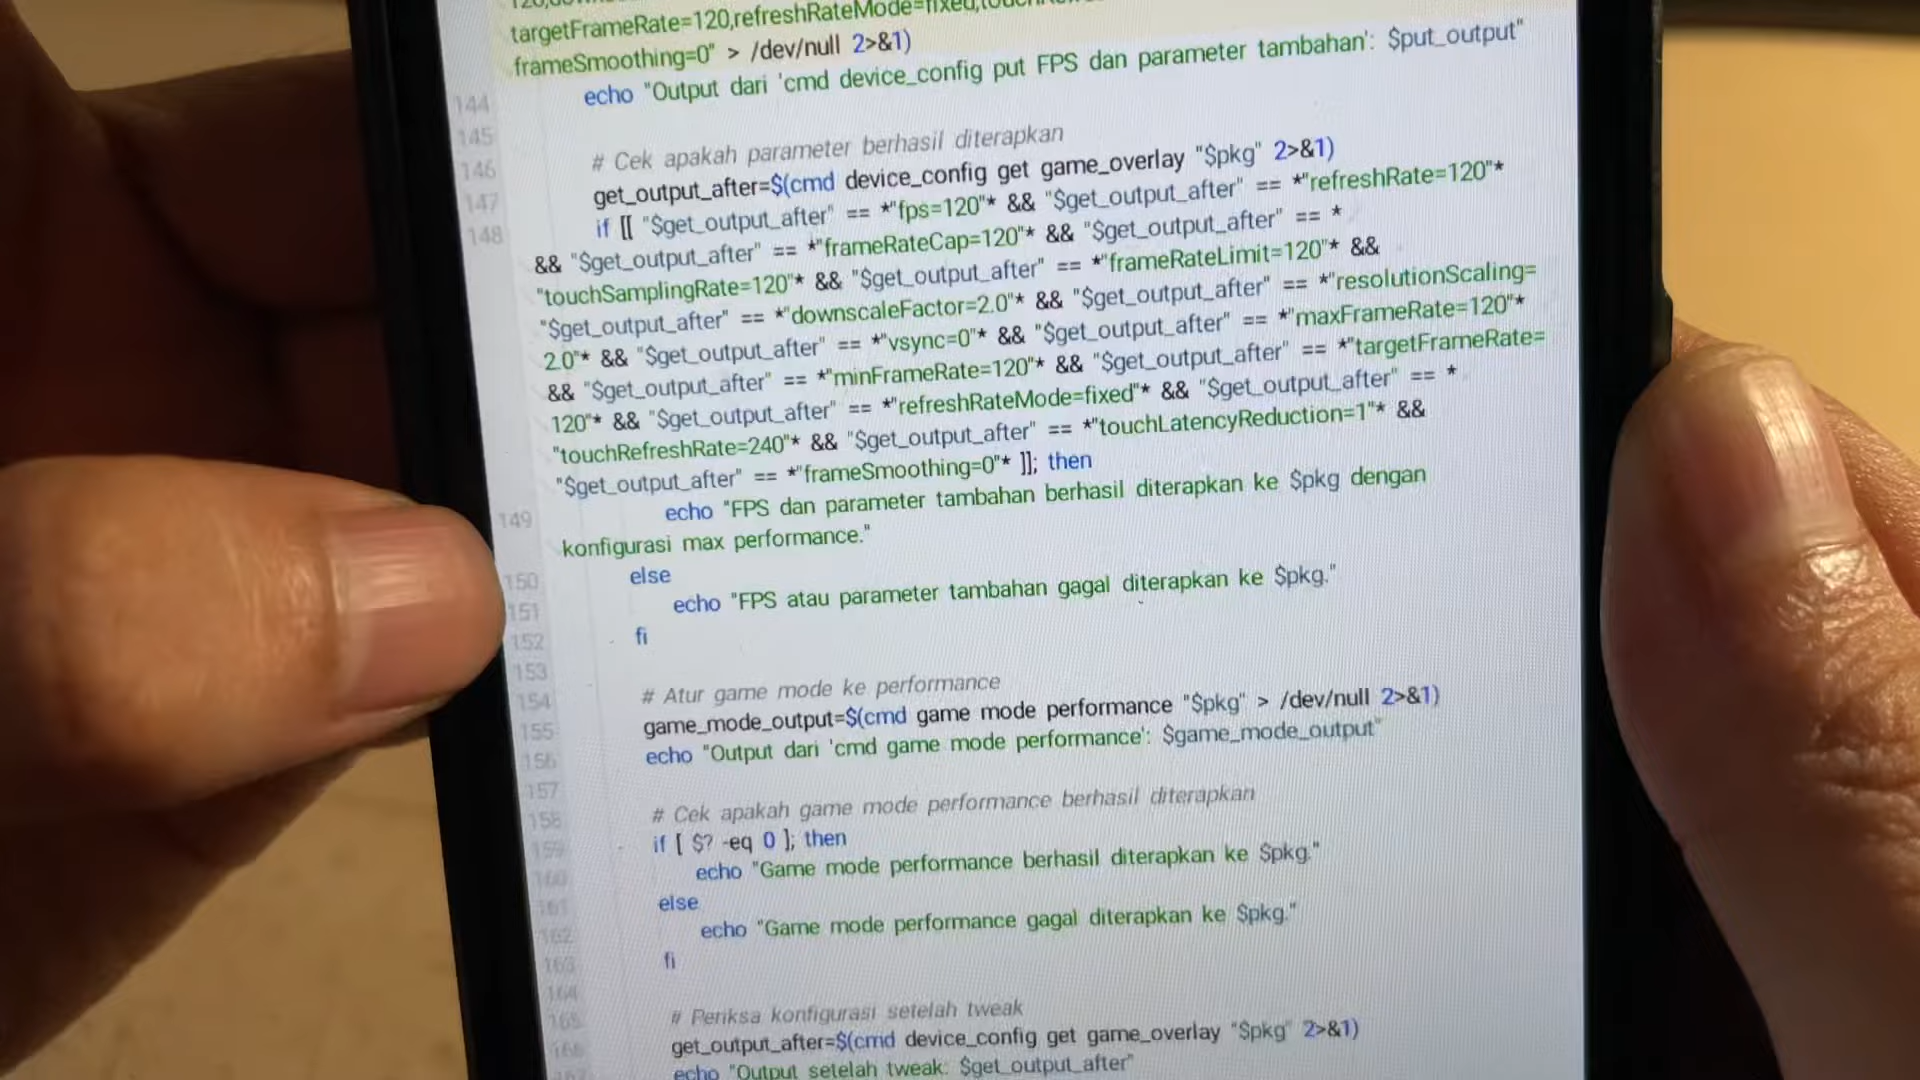 targetFrameRate=120,refreshRateMode=fixed,
frameSmoothing=0" > /dev/null 2>&1)
144 echo "Output dari 'cmd device_config put FPS dan parameter tambahan': $put_output"
145
146 # Cek apakah parameter berhasil diterapkan
147 get_output_after=$(cmd device_config get game_overlay "$pkg" 2>&1)
148 if [[ "$get_output_after" == *"fps=120"* && "$get_output_after" == *"refreshRate=120"*
&& "$get_output_after" == *"frameRateCap=120"* && "$get_output_after" == *
"touchSamplingRate=120"* && "$get_output_after" == *"frameRateLimit=120"* &&
"$get_output_after" == *"downscaleFactor=2.0"* && "$get_output_after" == *"resolutionScaling=
2.0"* && "$get_output_after" == *"vsync=0"* && "$get_output_after" == *"maxFrameRate=120"*
&& "$get_output_after" == *"minFrameRate=120"* && "$get_output_after" == *"targetFrameRate=
120"* && "$get_output_after" == *"refreshRateMode=fixed"* && "$get_output_after" == *
"touchRefreshRate=240"* && "$get_output_after" == *"touchLatencyReduction=1"* &&
"$get_output_after" == *"frameSmoothing=0"* ]]; then
149 echo "FPS dan parameter tambahan berhasil diterapkan ke $pkg dengan
konfigurasi max performance."
150 else
151 echo "FPS atau parameter tambahan gagal diterapkan ke $pkg."
152 fi
153
154 # Atur game mode ke performance
155 game_mode_output=$(cmd game mode performance "$pkg" > /dev/null 2>&1)
156 echo "Output dari 'cmd game mode performance': $game_mode_output"
157
158 # Cek apakah game mode performance berhasil diterapkan
159 if [ $? -eq 0 ]; then
160 echo "Game mode performance berhasil diterapkan ke $pkg."
161 else
162 echo "Game mode performance gagal diterapkan ke $pkg."
163 fi
164
165 # Periksa konfigurasi setelah tweak
166 get_output_after=$(cmd device_config get game_overlay "$pkg" 2>&1)
167 echo "Output setelah tweak: $get_output_after"